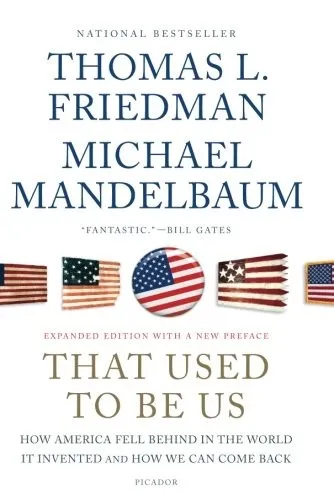 NATIONAL BESTSELLER
THOMAS L.
FRIEDMAN
MICHAEL
MANDELBAUM
"FANTASTIC."—BILL GATES
EXPANDED EDITION WITH A NEW PREFACE
THAT USED
TO BE US
HOW AMERICA FELL BEHIND IN THE WORLD
IT INVENTED AND HOW WE CAN COME BACK
PICADOR